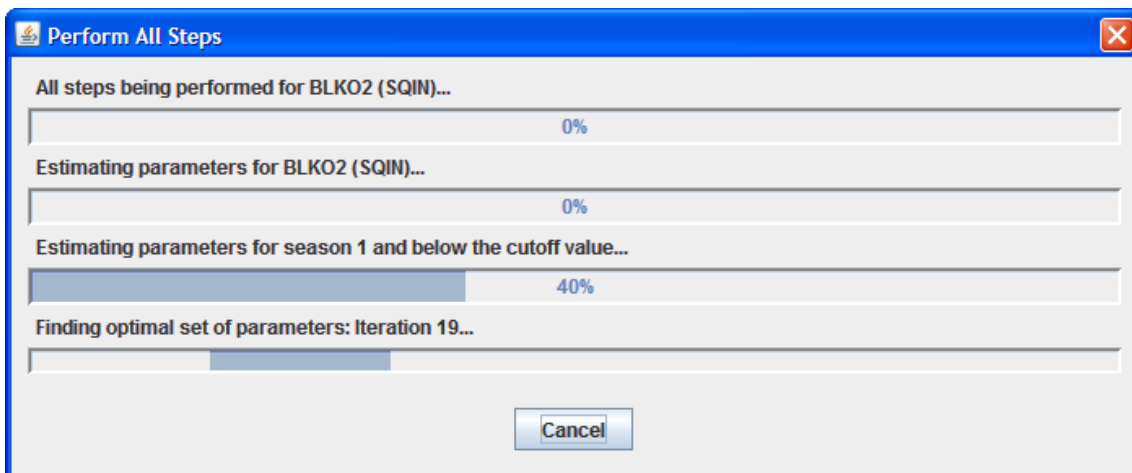 Perform All Steps
All steps being performed for BLKO2 (SQIN)...
0%
Estimating parameters for BLKO2 (SQIN)...
0%
Estimating parameters for season 1 and below the cutoff value...
40%
Finding optimal set of parameters: Iteration 19...
Cancel